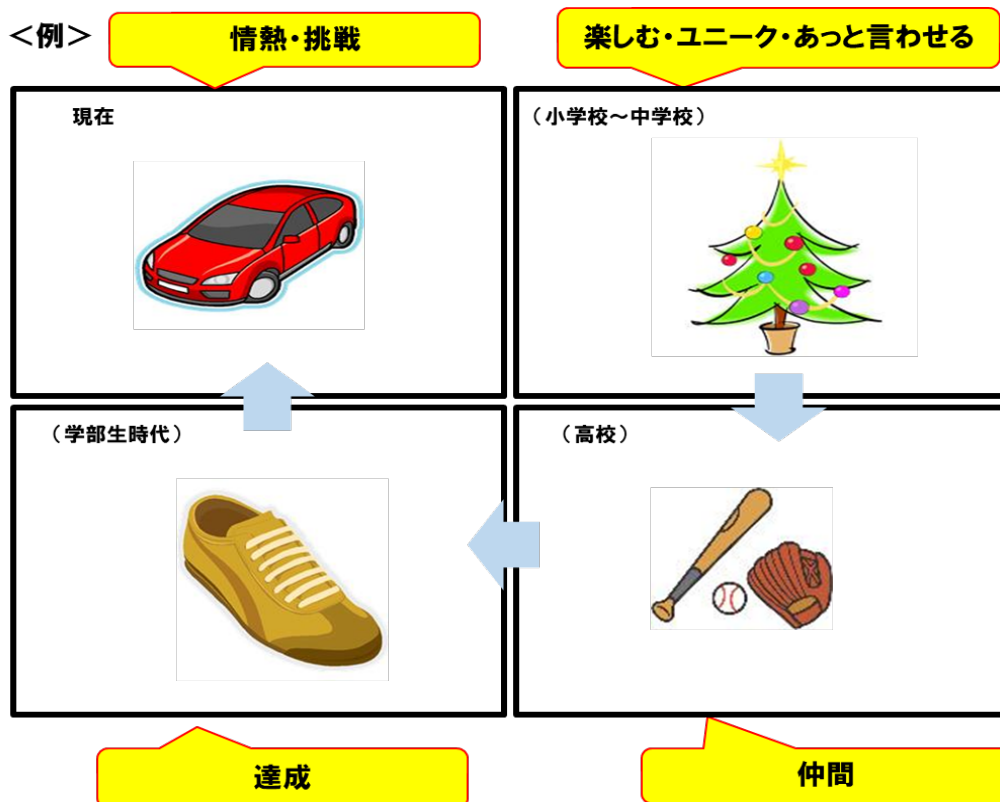 <例>
情熱・挑戦
楽しむ・ユニーク・あっと言わせる
現在
（小学校～中学校）
（学部生時代）
（高校）
達成
仲間